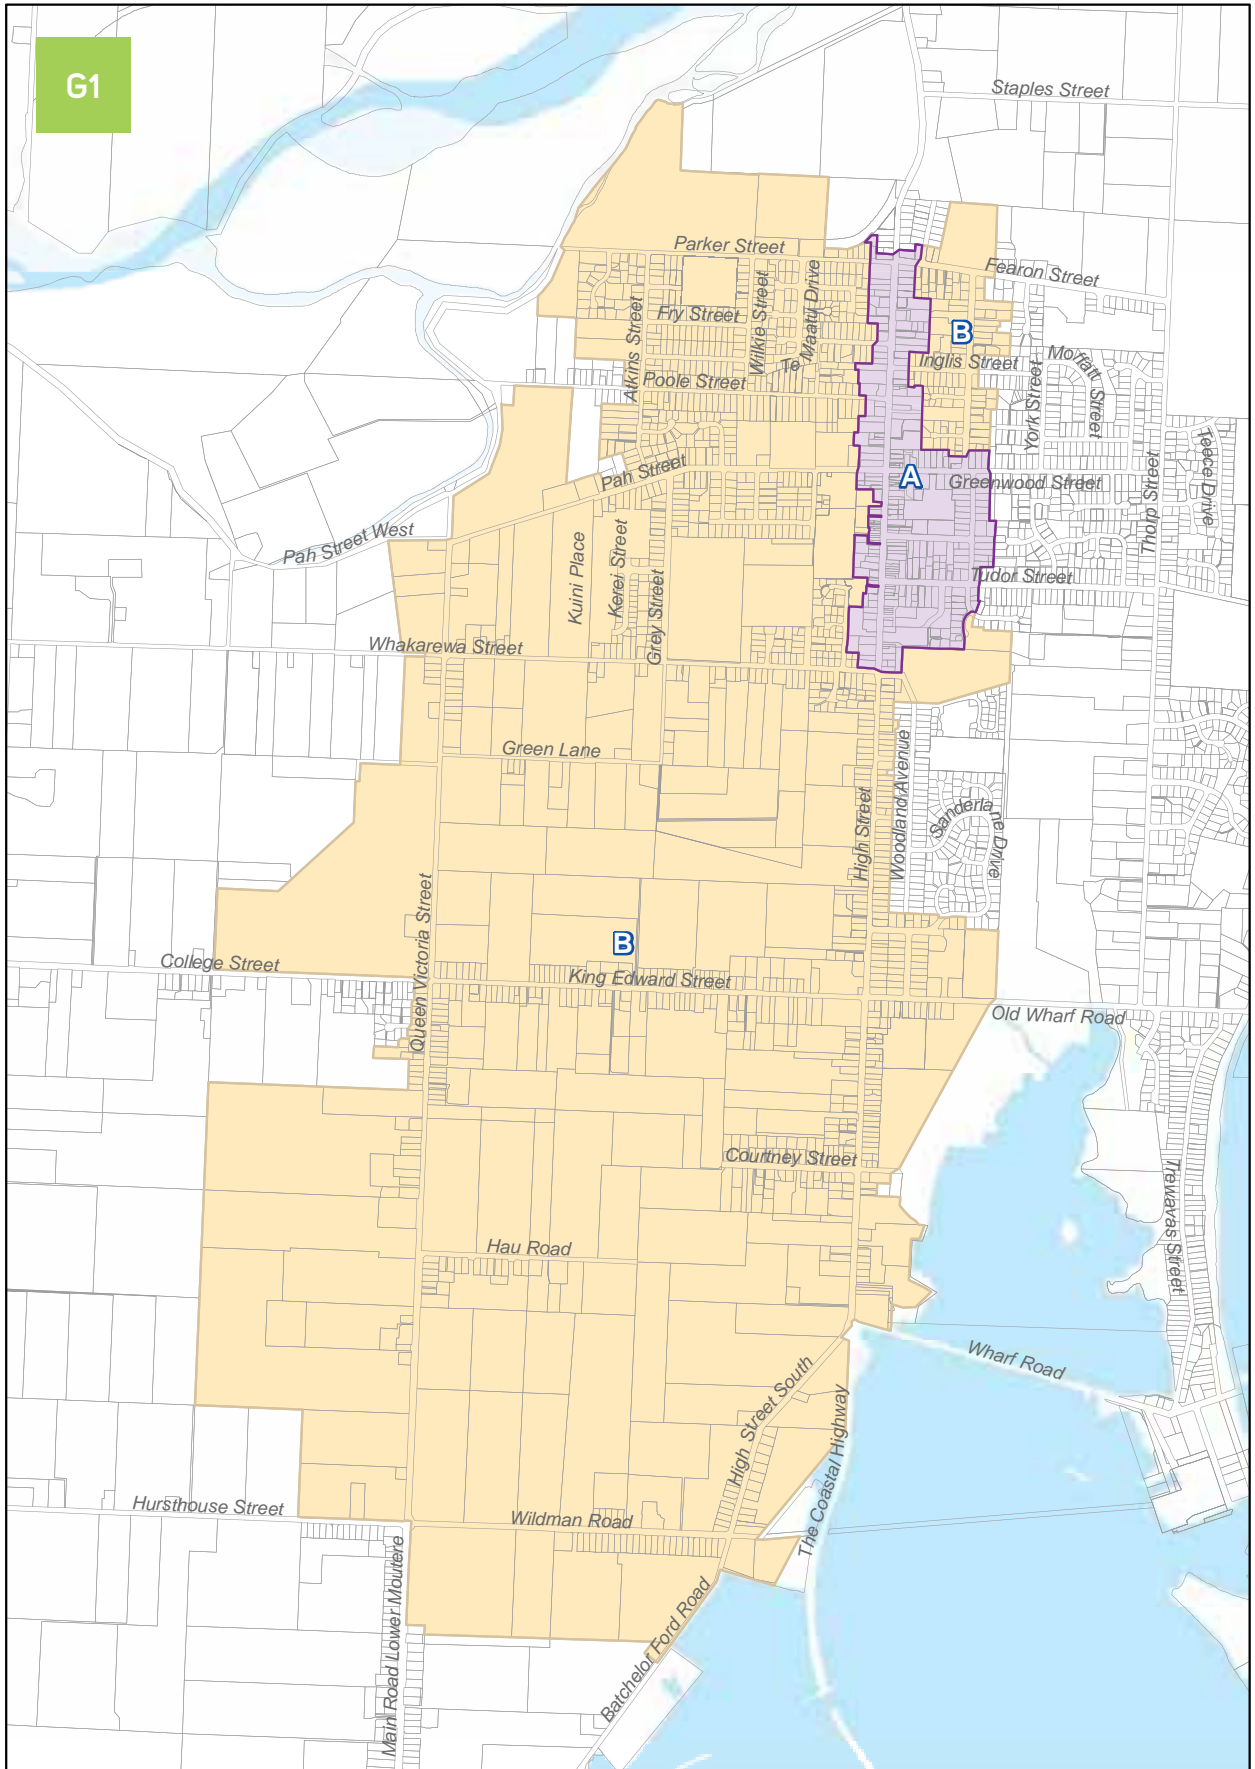 G1
Staples Street
Parker Street
Fearon Street
Fry Street
Wilkie Street
Te Maatu Drive
Atkins Street
B
Inglis Street
Moffatt Street
Poole Street
York Street
Teece Drive
Pah Street
A
Greenwood Street
Thorp Street
Pah Street West
Kuini Place
Kerei Street
Grey Street
Tudor Street
Whakarewa Street
Green Lane
High Street
Woodland Avenue
Sanderlane Drive
Queen Victoria Street
B
College Street
King Edward Street
Old Wharf Road
Courtney Street
Trewavas Street
Hau Road
Wharf Road
High Street South
The Coastal Highway
Hursthouse Street
Wildman Road
Main Road Lower Moutere
Batchelor Ford Road